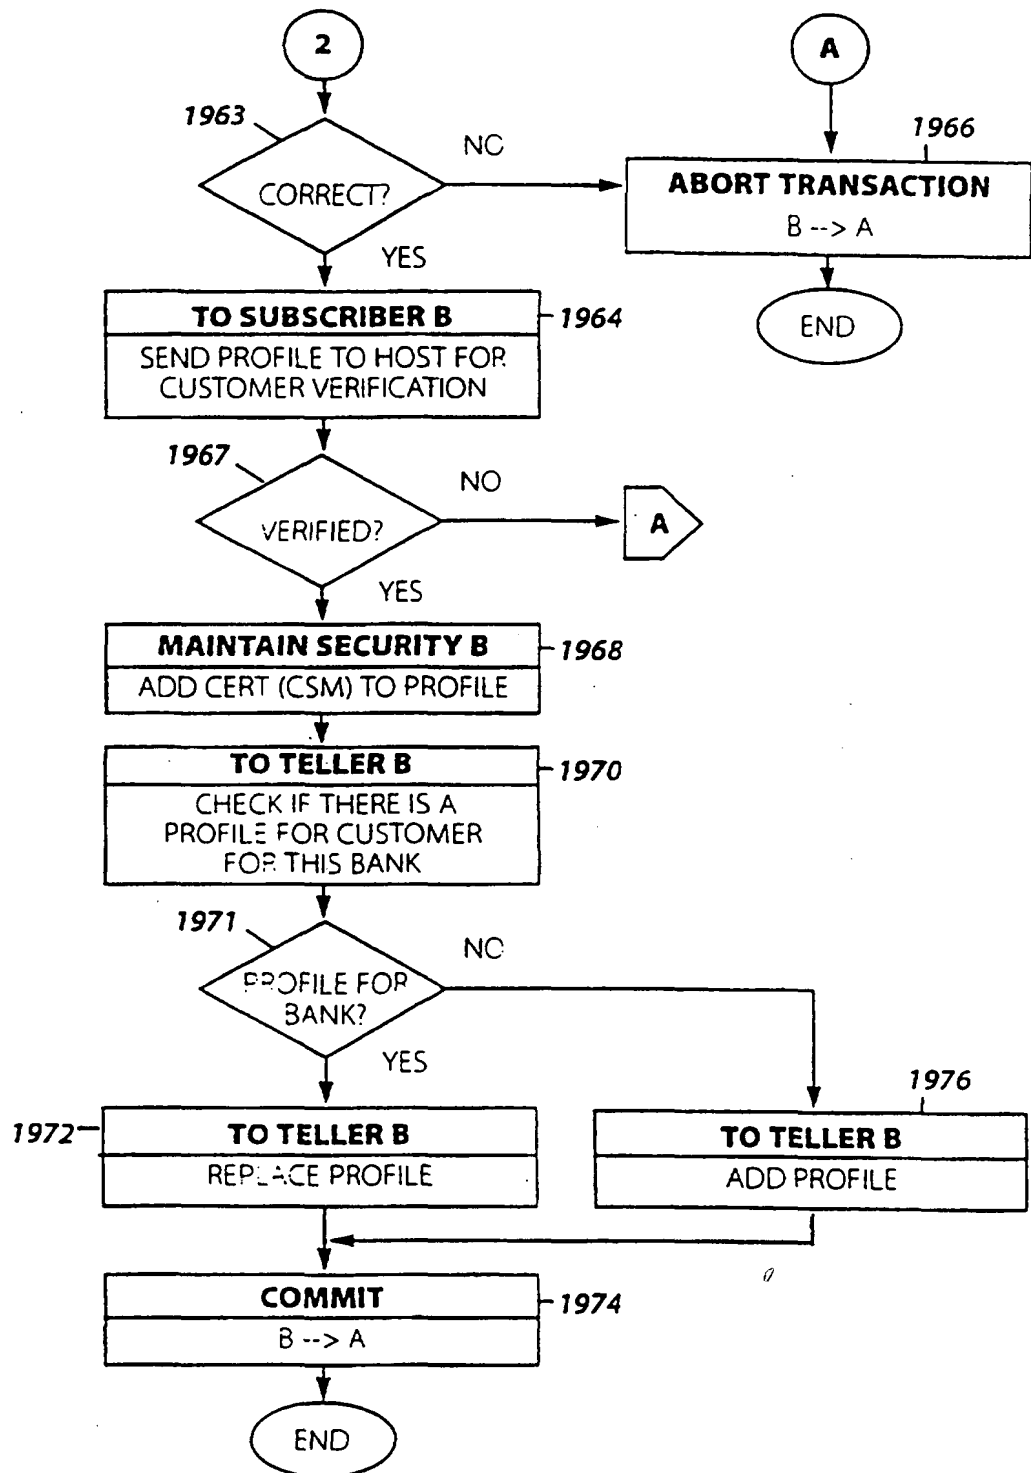 2
A
1963
NO
1966
CORRECT?
ABORT TRANSACTION
B --> A
YES
TO SUBSCRIBER B
1964
END
SEND PROFILE TO HOST FOR
CUSTOMER VERIFICATION
1967
NO
VERIFIED?
A
YES
MAINTAIN SECURITY B
1968
ADD CERT (CSM) TO PROFILE
TO TELLER B
1970
CHECK IF THERE IS A
PROFILE FOR CUSTOMER
FOR THIS BANK
1971
NO
PROFILE FOR
BANK?
YES
1976
1972
TO TELLER B
REPLACE PROFILE
TO TELLER B
ADD PROFILE
COMMIT
1974
B --> A
END